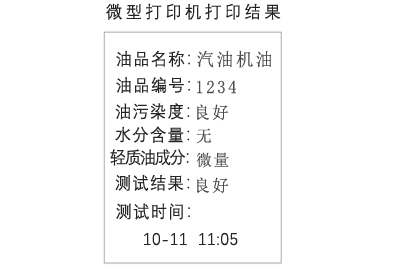 微型打印机打印结果
油品名称:汽油机油
油品编号:1234
油污染度:良好
水分含量:无
轻质油成分:微量
测试结果:良好
测试时间:
10-11 11:05